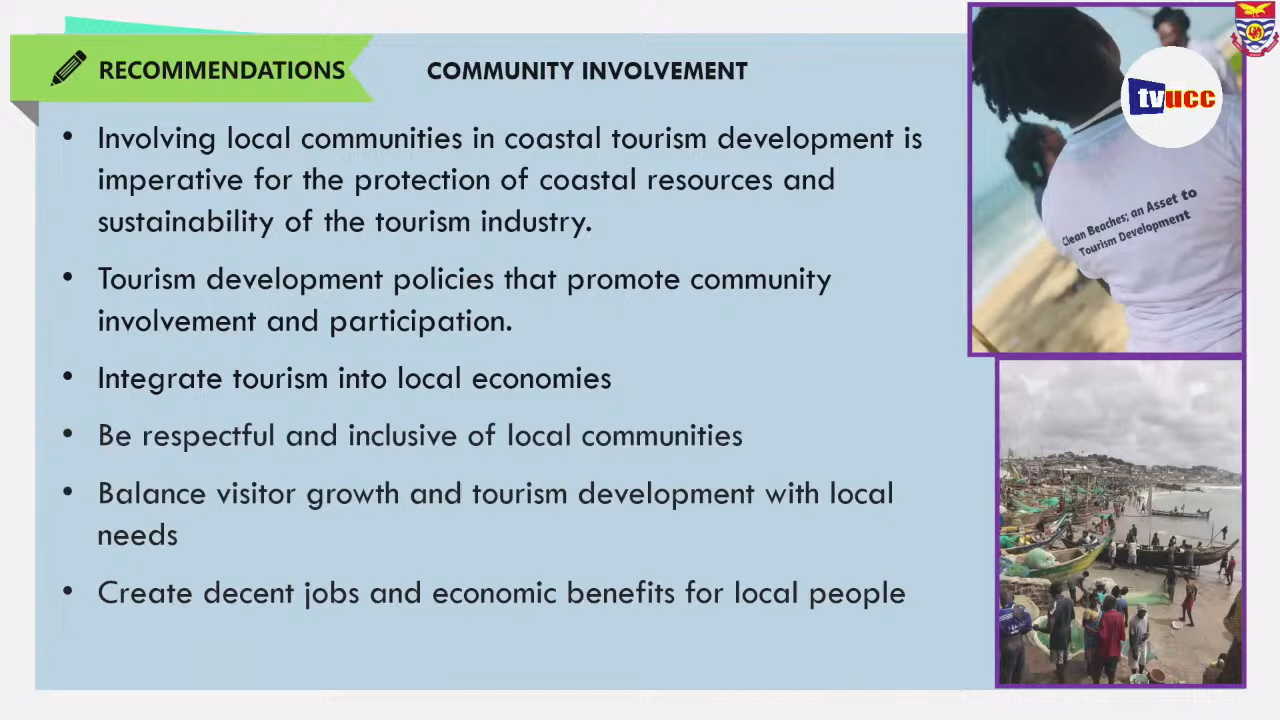 RECOMMENDATIONS
COMMUNITY INVOLVEMENT
• Involving local communities in coastal tourism development is
imperative for the protection of coastal resources and
sustainability of the tourism industry.
• Tourism development policies that promote community
involvement and participation.
• Integrate tourism into local economies
• Be respectful and inclusive of local communities
• Balance visitor growth and tourism development with local
needs
• Create decent jobs and economic benefits for local people
tvucc
Clean Beaches; an Asset to
Tourism Development